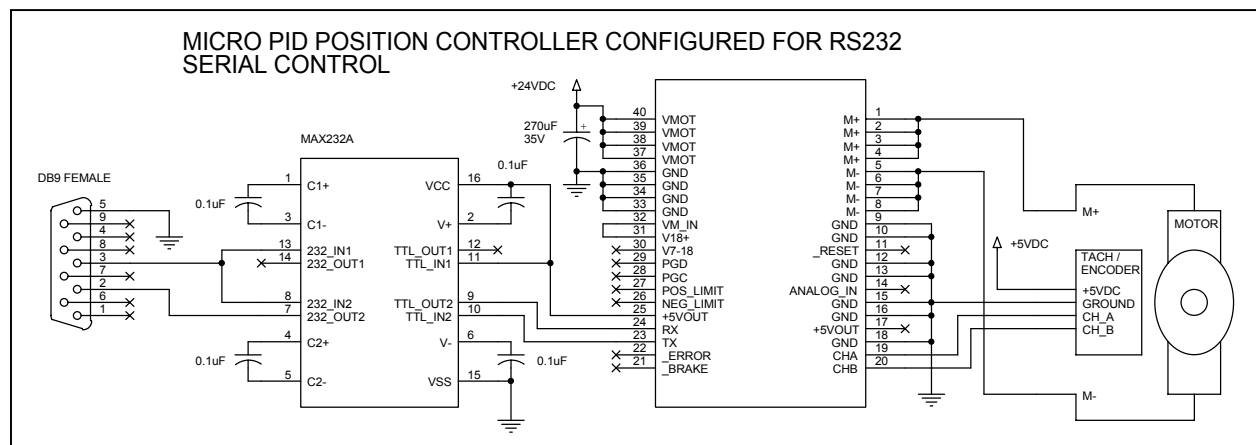 MICRO PID POSITION CONTROLLER CONFIGURED FOR RS232
SERIAL CONTROL
DB9 FEMALE
5
9
4
8
3
7
2
6
1
MAX232A
0.1uF
1 C1+
3 C1-
13 232_IN1
14 232_OUT1
8 232_IN2
7 232_OUT2
4 C2+
0.1uF
5 C2-
0.1uF
VCC 16
V+ 2
TTL_OUT1 12
TTL_IN1 11
TTL_OUT2 9
TTL_IN2 10
V- 6
0.1uF
VSS 15
+24VDC
270uF +
35V
40 VMOT
39 VMOT
38 VMOT
37 VMOT
36 GND
35 GND
34 GND
33 GND
32 VM_IN
31 V18+
30 V7-18
29 PGD
28 PGC
27 POS_LIMIT
26 NEG_LIMIT
25 +5VOUT
24 RX
23 TX
22 _ERROR
21 _BRAKE
M+ 1
M+ 2
M+ 3
M+ 4
M- 5
M- 6
M- 7
M- 8
GND 9
GND 10
_RESET 11
GND 12
GND 13
ANALOG_IN 14
GND 15
GND 16
+5VOUT 17
GND 18
CHA 19
CHB 20
M+
MOTOR
+5VDC
TACH /
ENCODER
+5VDC
GROUND
CH_A
CH_B
M-